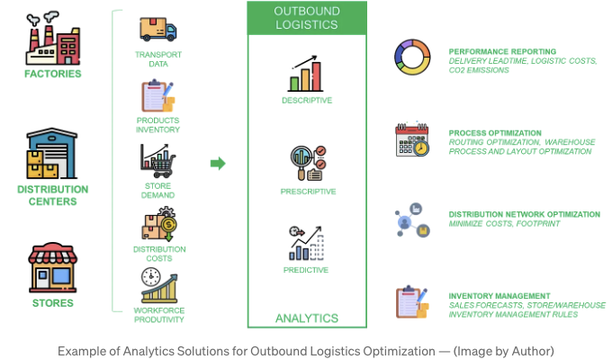 FACTORIES
DISTRIBUTION
CENTERS
STORES
TRANSPORT
DATA
PRODUCTS
INVENTORY
STORE
DEMAND
DISTRIBUTION
COSTS
WORKFORCE
PRODUTIVITY
OUTBOUND
LOGISTICS
DESCRIPTIVE
PRESCRIPTIVE
PREDICTIVE
ANALYTICS
PERFORMANCE REPORTING
DELIVERY LEADTIME, LOGISTIC COSTS,
CO2 EMISSIONS
PROCESS OPTIMIZATION
ROUTING OPTIMIZATION, WAREHOUSE
PROCESS AND LAYOUT OPTIMIZATION
DISTRIBUTION NETWORK OPTIMIZATION
MINIMIZE COSTS, FOOTPRINT
INVENTORY MANAGEMENT
SALES FORECASTS, STORE/WAREHOUSE
INVENTORY MANAGEMENT RULES
Example of Analytics Solutions for Outbound Logistics Optimization — (Image by Author)